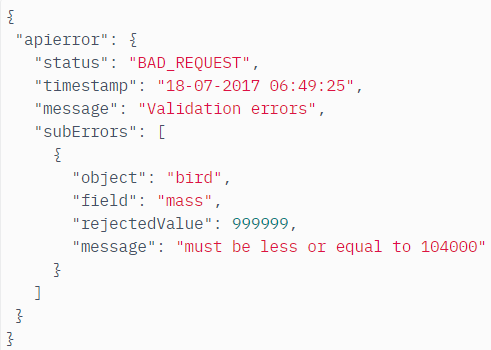 {
"apierror": {
"status": "BAD_REQUEST",
"timestamp": "18-07-2017 06:49:25",
"message": "Validation errors",
"subErrors": [
{
"object": "bird",
"field": "mass",
"rejectedValue": 999999,
"message": "must be less or equal to 104000"
}
]
}
}